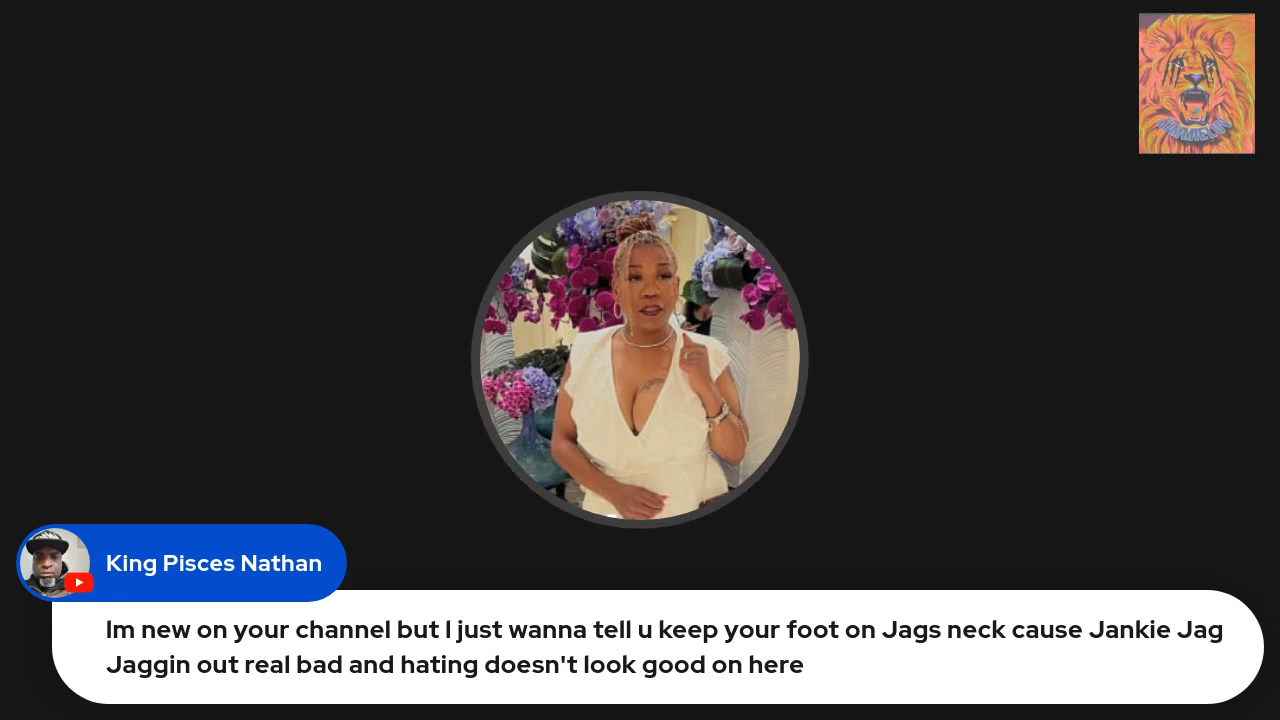 King Pisces Nathan
Im new on your channel but I just wanna tell u keep your foot on Jags neck cause Jankie Jag
Jaggin out real bad and hating doesn't look good on here